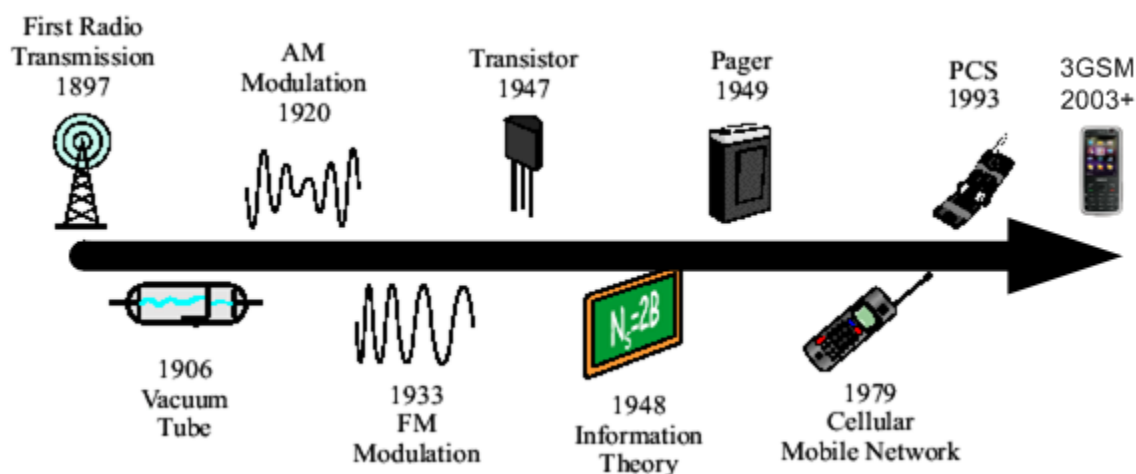 First Radio
Transmission
1897
AM
Modulation
1920
Transistor
1947
Pager
1949
PCS
1993
3GSM
2003+
1906
Vacuum
Tube
1933
FM
Modulation
Ns=2B
1948
Information
Theory
1979
Cellular
Mobile Network